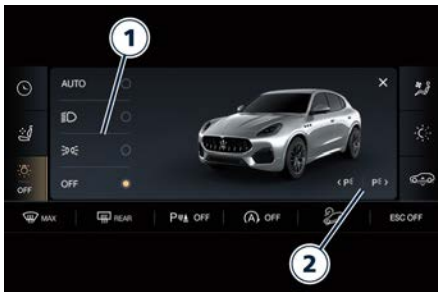 1
AUTO
OFF
OFF
<P P>
MAX REAR P OFF (A) OFF ESC OFF
2